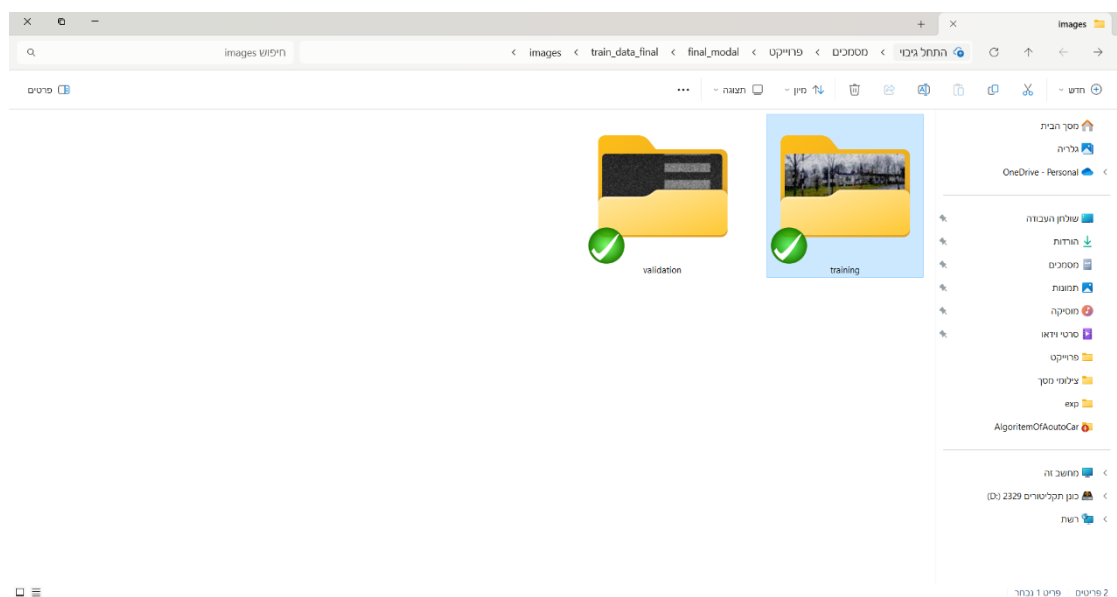 images
התחל גיבוי > מסמכים > פרוייקט > final_modal > train_data_final > images >
חיפוש images
חדש
מיון
תצוגה
פרטים
מסך הבית
גלריה
OneDrive - Personal
שולחן העבודה
הורדות
מסמכים
תמונות
מוסיקה
סרטי וידאו
פרוייקט
צילומי מסך
exp
AlgoritemOfAoutoCar
מחשב זה
כונן תקליטורים 2329 (D:)
רשת
training
validation
2 פריטים פריט 1 נבחר